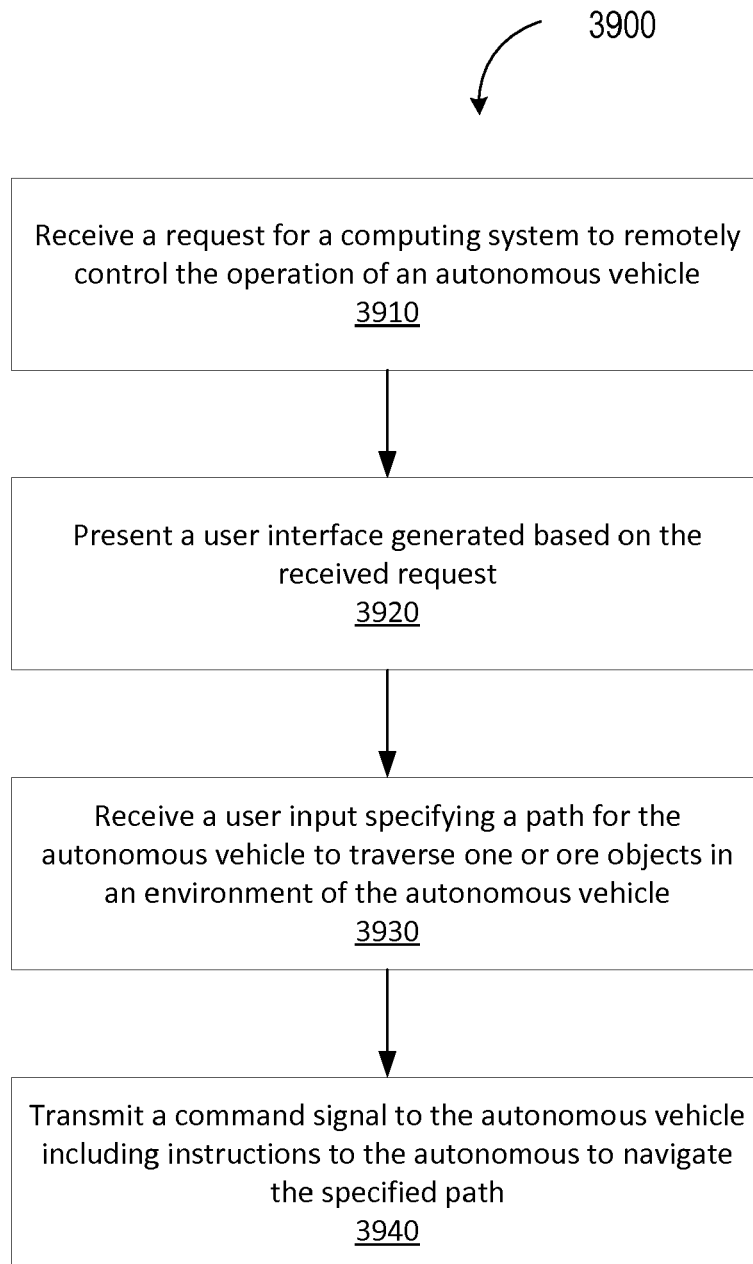 3900
Receive a request for a computing system to remotely
control the operation of an autonomous vehicle
3910
Present a user interface generated based on the
received request
3920
Receive a user input specifying a path for the
autonomous vehicle to traverse one or ore objects in
an environment of the autonomous vehicle
3930
Transmit a command signal to the autonomous vehicle
including instructions to the autonomous to navigate
the specified path
3940